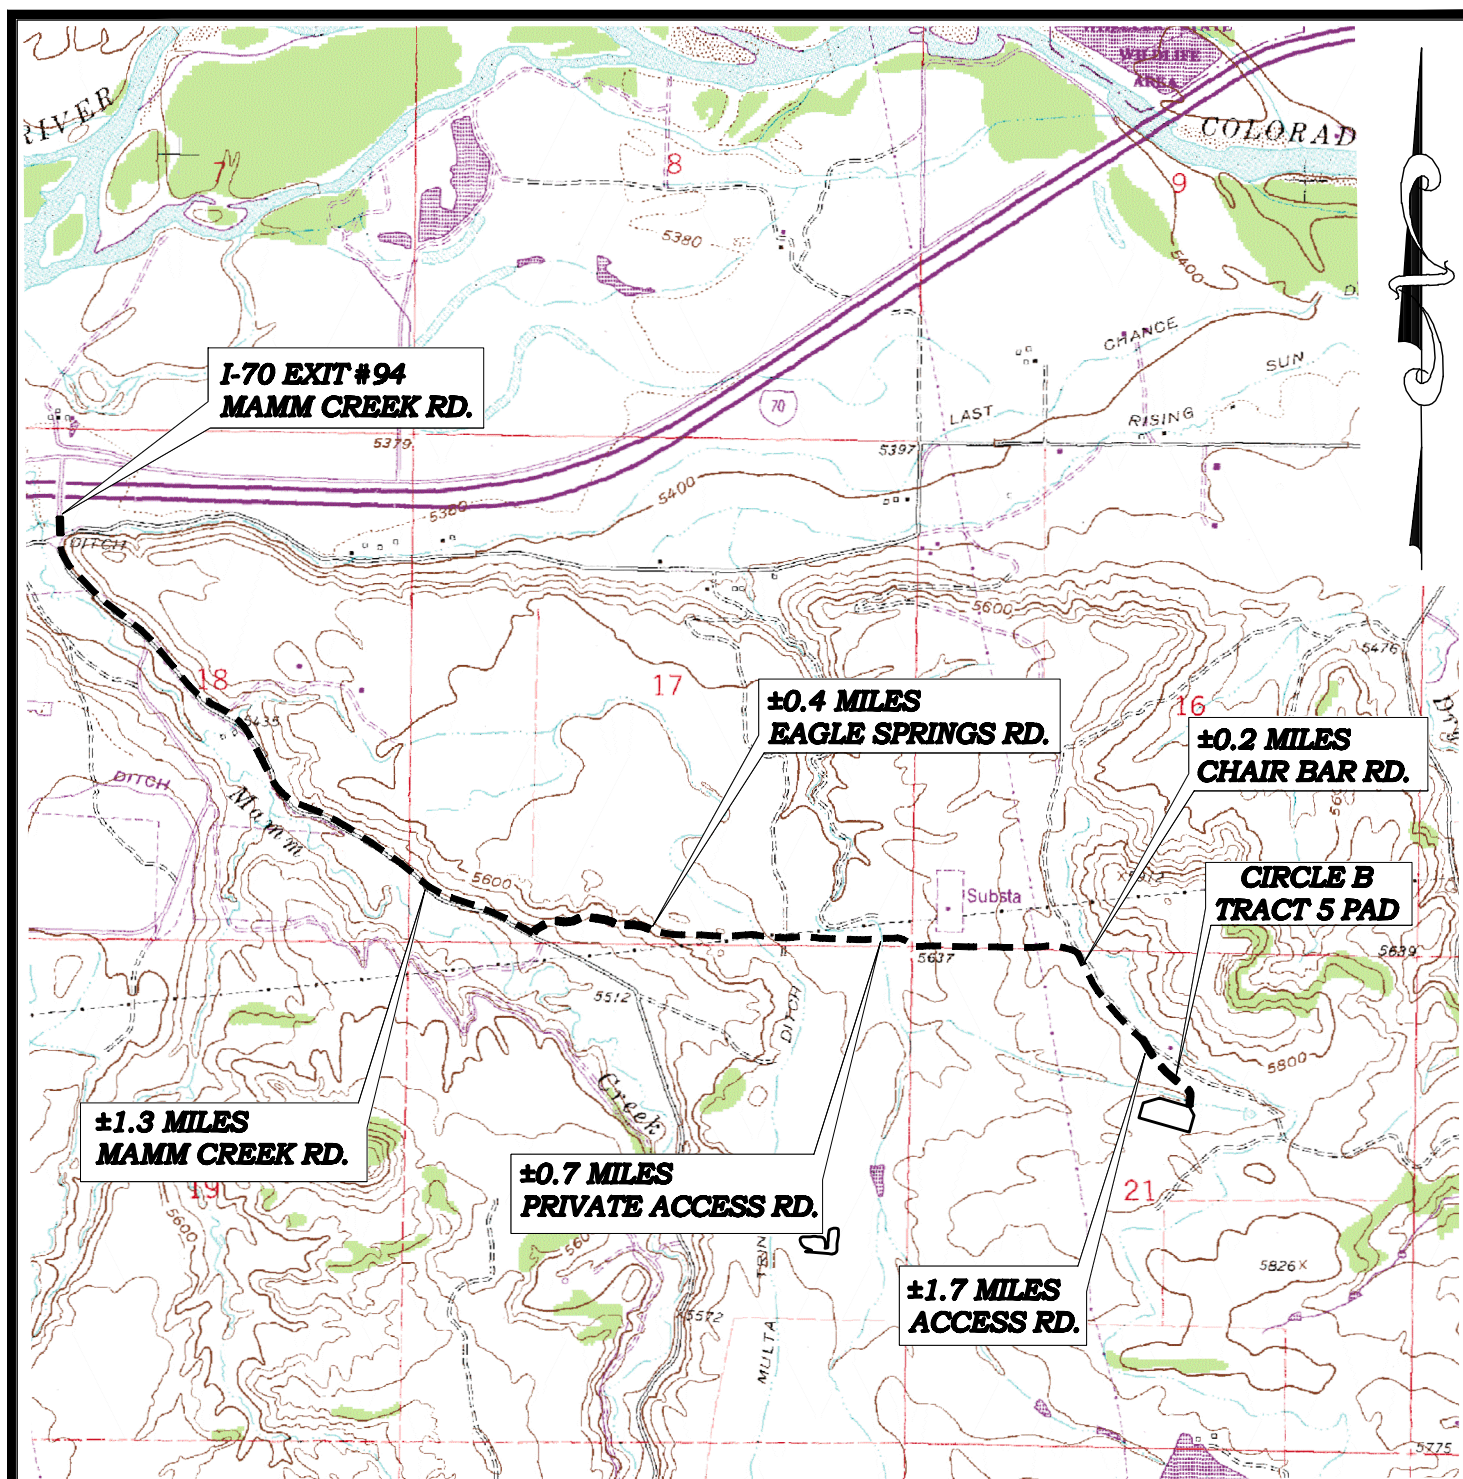 WILDLIFE
AREA
RIVER
COLORAD
7
8
9
5380
5400
I-70 EXIT #94
MAMM CREEK RD.
70
LAST CHANCE
RISING SUN
D
5379
5397
5380
5400
DITCH
5600
5476
18
17
16
5435
DITCH
Mamm
±0.4 MILES
EAGLE SPRINGS RD.
±0.2 MILES
CHAIR BAR RD.
5600
Substa
CIRCLE B
TRACT 5 PAD
5637
5639
5512
DITCH
5800
Creek
±1.3 MILES
MAMM CREEK RD.
±0.7 MILES
PRIVATE ACCESS RD.
19
21
5600
5826
±1.7 MILES
ACCESS RD.
5572
MULTA TRIN
5775